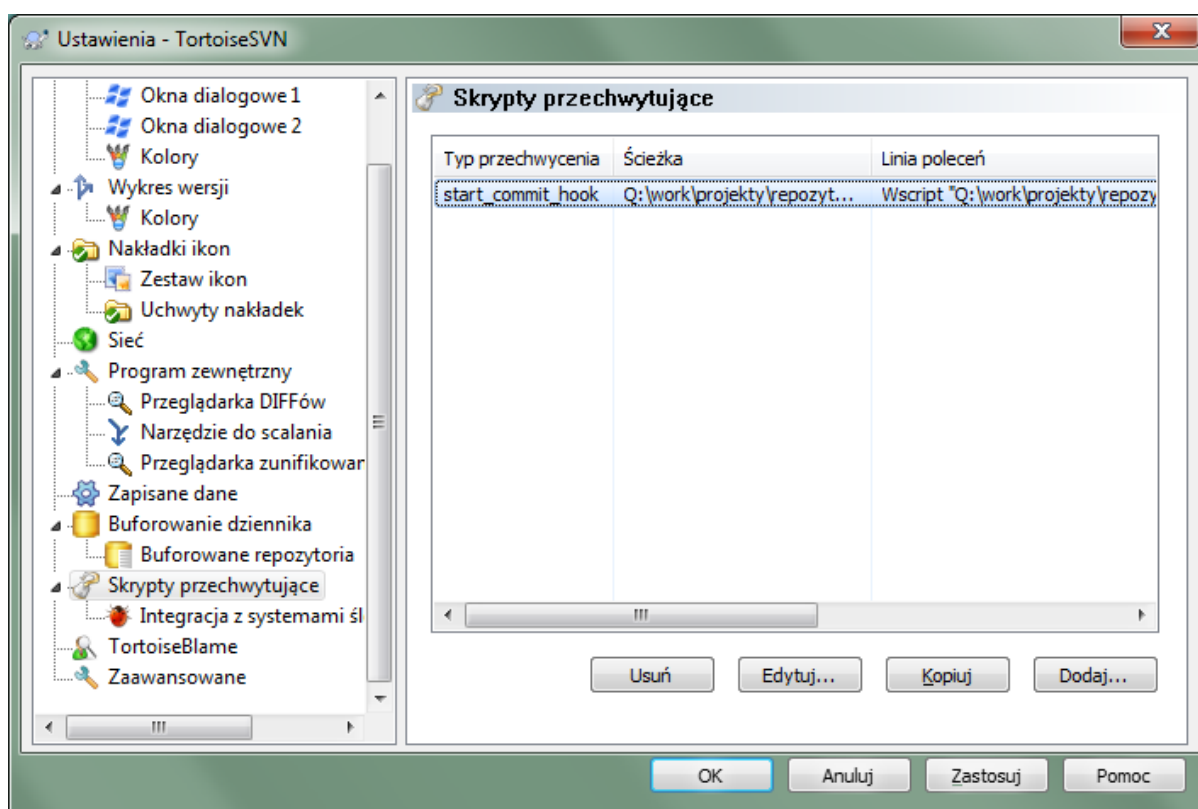 Ustawienia - TortoiseSVN
Okna dialogowe 1
Okna dialogowe 2
Kolory
Wykres wersji
Kolory
Nakładki ikon
Zestaw ikon
Uchwyty nakładek
Sieć
Program zewnętrzny
Przeglądarka DIFFów
Narzędzie do scalania
Przeglądarka zunifikowar
Zapisane dane
Buforowanie dziennika
Buforowane repozytoria
Skrypty przechwytujące
Integracja z systemami śl
TortoiseBlame
Zaawansowane
Skrypty przechwytujące
Typ przechwycenia Ścieżka Linia poleceń
start_commit_hook Q:\work\projekty\repozyt... Wscript "Q:\work\projekty\repozy
Usuń Edytuj... Kopiuj Dodaj...
OK Anuluj Zastosuj Pomoc